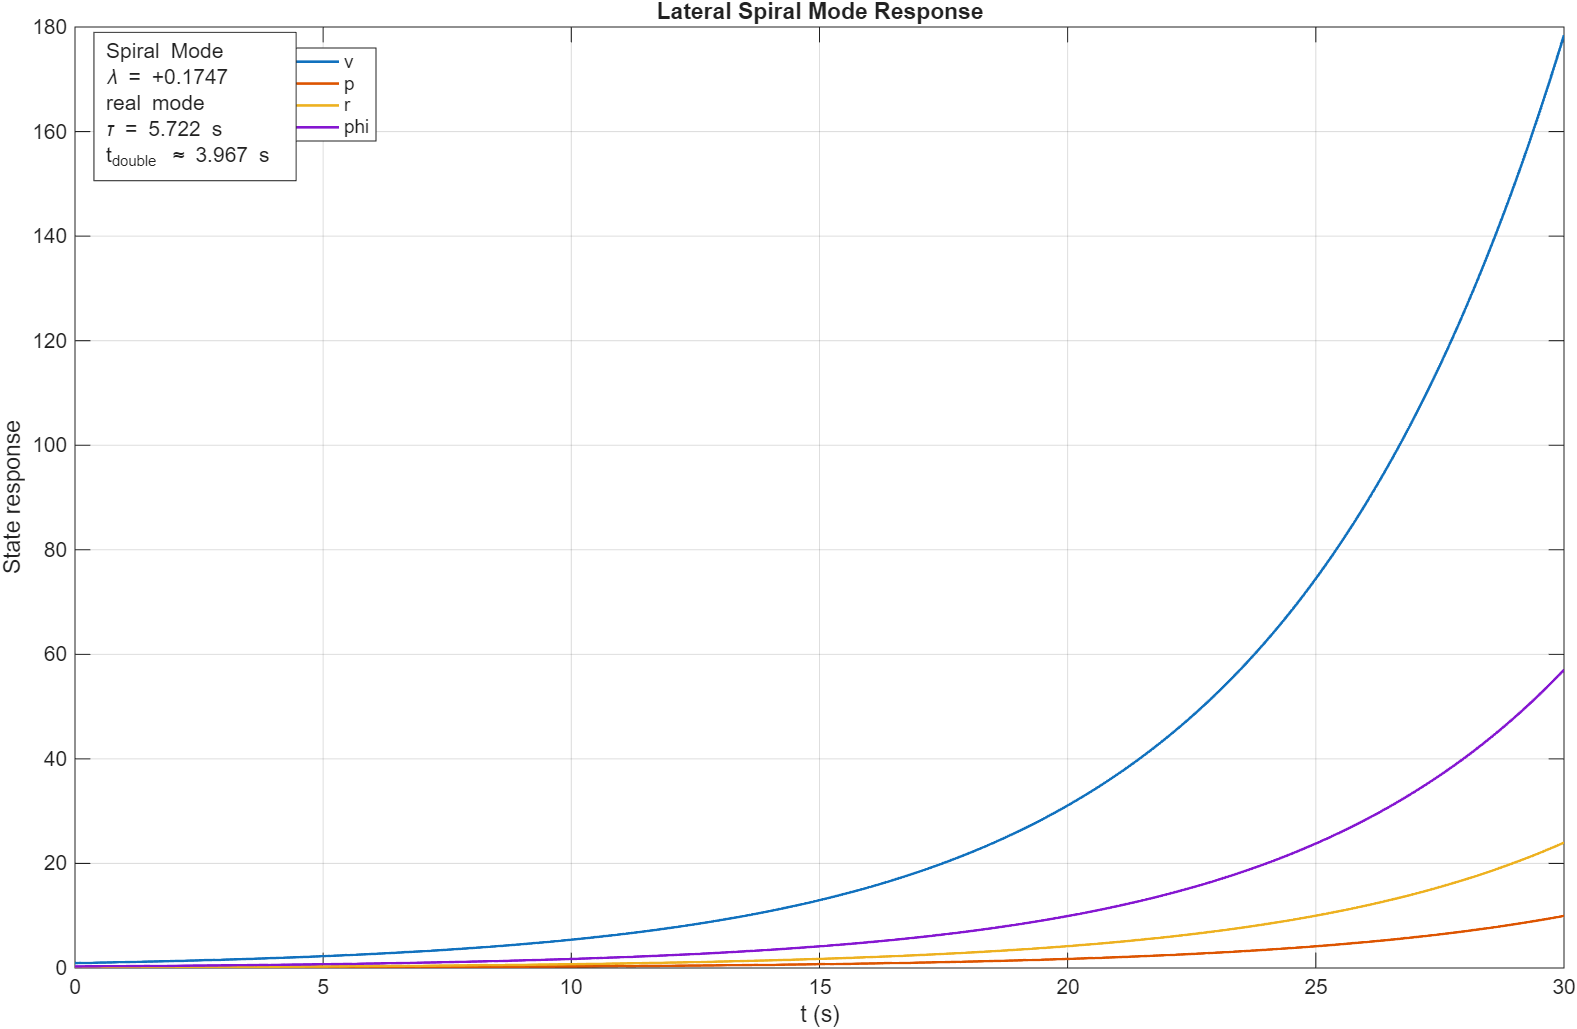 Lateral Spiral Mode Response
180
160
140
120
100
80
60
40
20
0
State response
Spiral Mode
λ = +0.1747
real mode
τ = 5.722 s
t_double ≈ 3.967 s
v
p
r
phi
0 5 10 15 20 25 30
t (s)